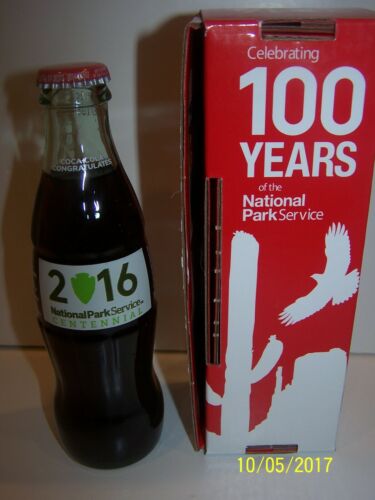 COCA-COLA
CONGRATULATES
2016
National Park Service
CENTENNIAL
Celebrating
100
YEARS
of the
National
Park Service
10/05/2017